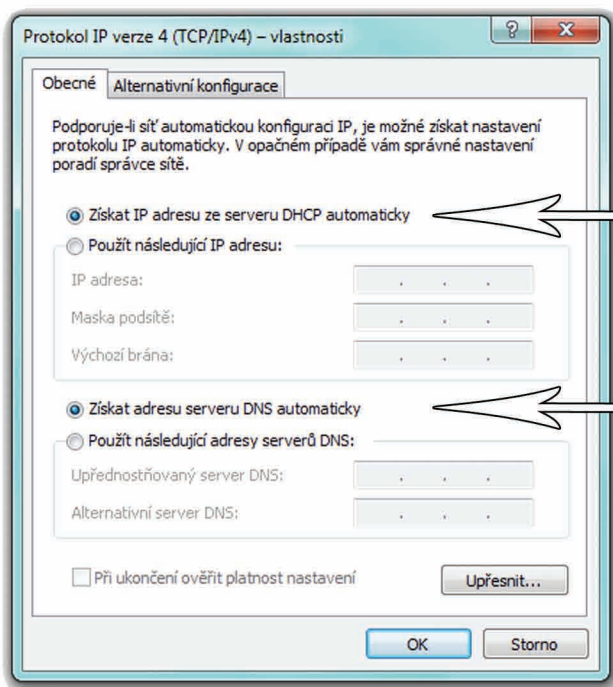 Protokol IP verze 4 (TCP/IPv4) – vlastnosti
?
Obecné
Alternativní konfigurace
Podporuje-li síť automatickou konfiguraci IP, je možné získat nastavení
protokolu IP automaticky. V opačném případě vám správné nastavení
poradí správce sítě.
Získat IP adresu ze serveru DHCP automaticky
Použít následující IP adresu:
IP adresa:
Maska podsítě:
Výchozí brána:
Získat adresu serveru DNS automaticky
Použít následující adresy serverů DNS:
Upřednostňovaný server DNS:
Alternativní server DNS:
Při ukončení ověřit platnost nastavení
Upřesnit...
OK
Storno